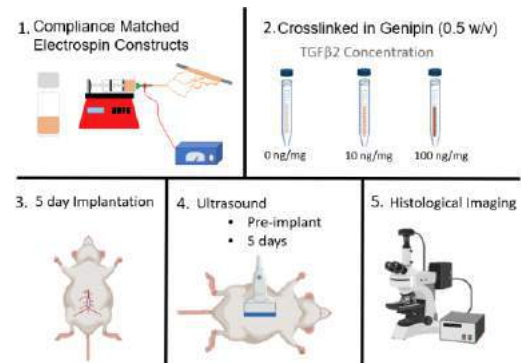 1. Compliance Matched
Electrospin Constructs
2. Crosslinked in Genipin (0.5 w/v)
TGFβ2 Concentration
0 ng/mg
10 ng/mg
100 ng/mg
3. 5 day Implantation
4. Ultrasound
• Pre-implant
• 5 days
5. Histological Imaging